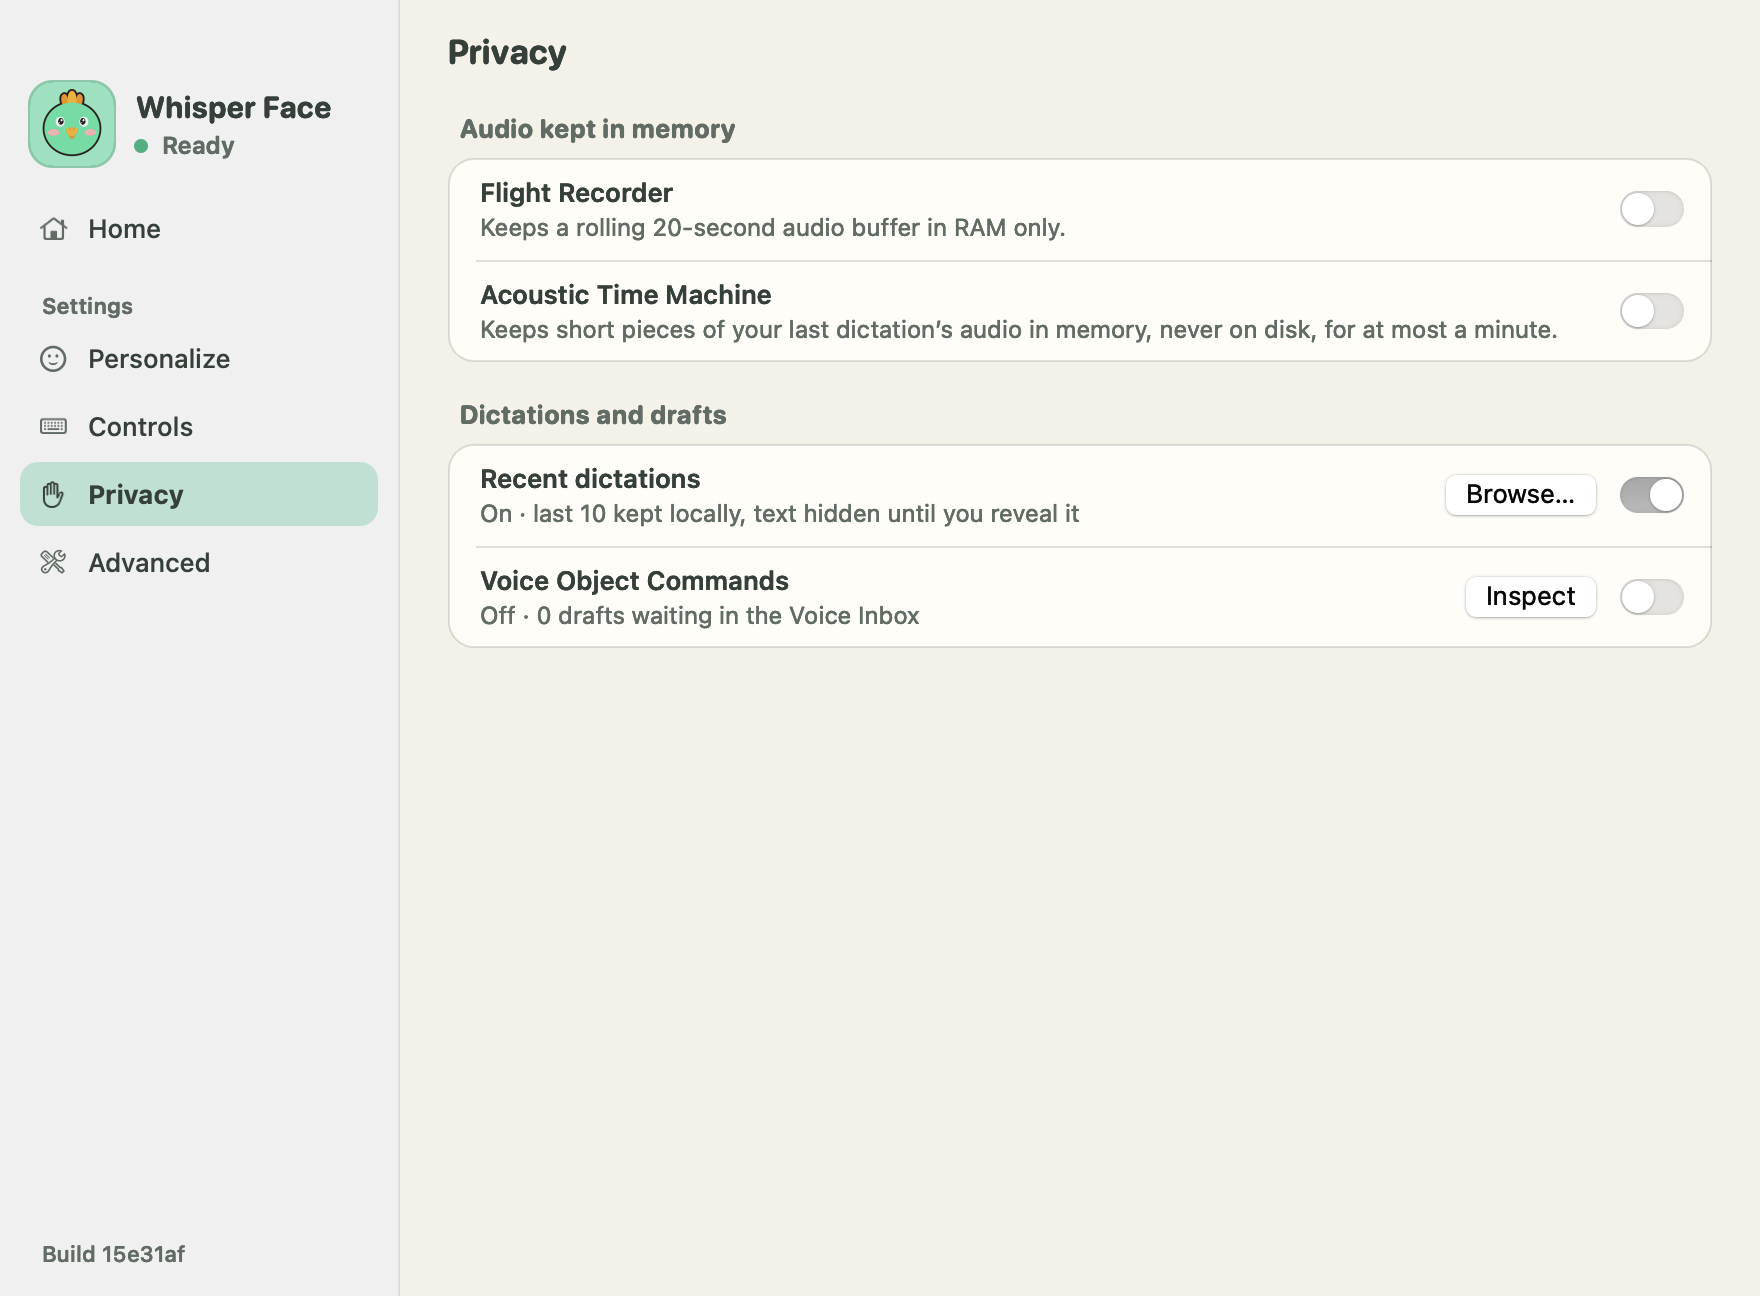 Whisper Face
Ready
Home
Settings
Personalize
Controls
Privacy
Advanced
Build 15e31af
Privacy
Audio kept in memory
Flight Recorder
Keeps a rolling 20-second audio buffer in RAM only.
Acoustic Time Machine
Keeps short pieces of your last dictation’s audio in memory, never on disk, for at most a minute.
Dictations and drafts
Recent dictations
On · last 10 kept locally, text hidden until you reveal it
Browse...
Voice Object Commands
Off · 0 drafts waiting in the Voice Inbox
Inspect